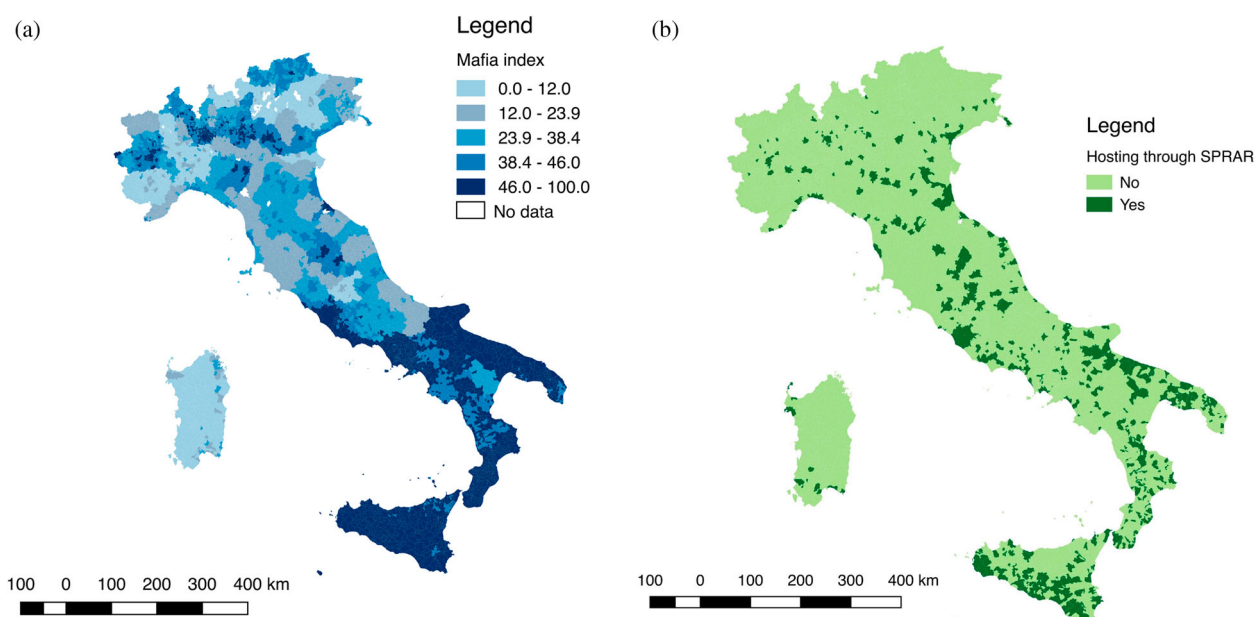 (a)
Legend
Mafia index
0.0 - 12.0
12.0 - 23.9
23.9 - 38.4
38.4 - 46.0
46.0 - 100.0
No data
100 0 100 200 300 400 km
(b)
Legend
Hosting through SPRAR
No
Yes
100 0 100 200 300 400 km